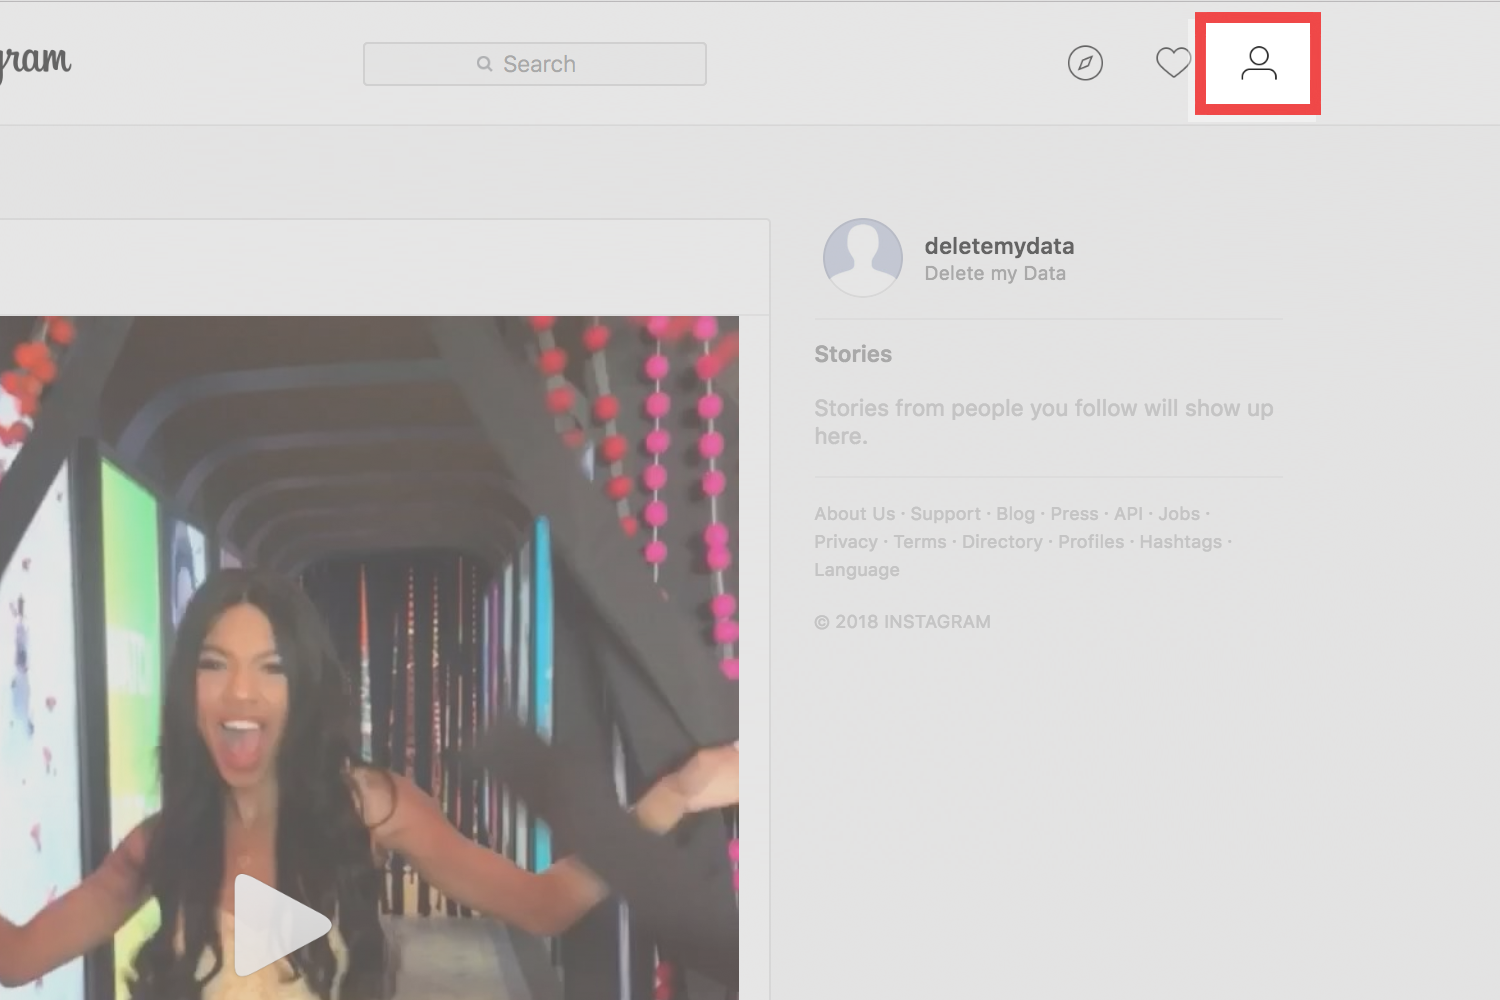 gram
Search
deletemydata
Delete my Data
Stories
Stories from people you follow will show up
here.
About Us · Support · Blog · Press · API · Jobs ·
Privacy · Terms · Directory · Profiles · Hashtags ·
Language
© 2018 INSTAGRAM